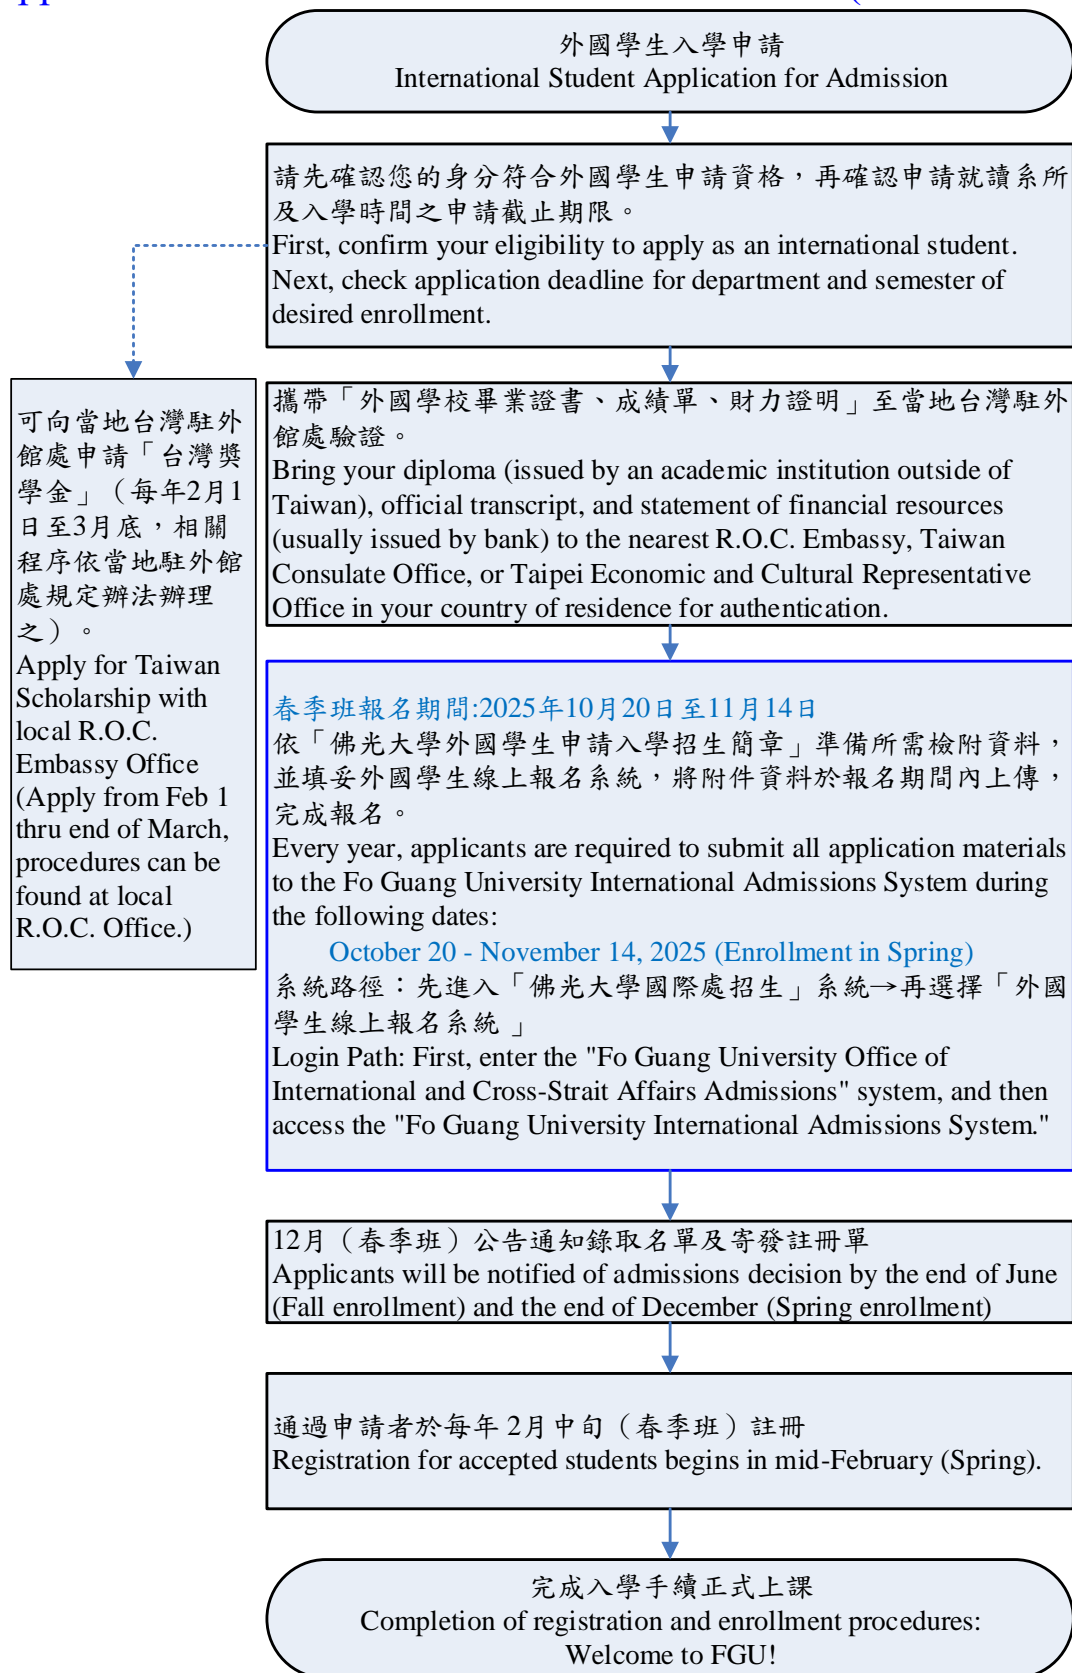 外國學生入學申請
International Student Application for Admission
請先確認您的身分符合外國學生申請資格，再確認申請就讀系所
及入學時間之申請截止期限。
First, confirm your eligibility to apply as an international student.
Next, check application deadline for department and semester of
desired enrollment.
可向當地台灣駐外
館處申請「台灣獎
學金」（每年2月1
日至3月底，相關
程序依當地駐外館
處規定辦法辦理
之）。
Apply for Taiwan
Scholarship with
local R.O.C.
Embassy Office
(Apply from Feb 1
thru end of March,
procedures can be
found at local
R.O.C. Office.)
攜帶「外國學校畢業證書、成績單、財力證明」至當地台灣駐外
館處驗證。
Bring your diploma (issued by an academic institution outside of
Taiwan), official transcript, and statement of financial resources
(usually issued by bank) to the nearest R.O.C. Embassy, Taiwan
Consulate Office, or Taipei Economic and Cultural Representative
Office in your country of residence for authentication.
春季班報名期間:2025年10月20日至11月14日
依「佛光大學外國學生申請入學招生簡章」準備所需檢附資料，
並填妥外國學生線上報名系統，將附件資料於報名期間內上傳，
完成報名。
Every year, applicants are required to submit all application materials
to the Fo Guang University International Admissions System during
the following dates:
October 20 - November 14, 2025 (Enrollment in Spring)
系統路徑：先進入「佛光大學國際處招生」系統→再選擇「外國
學生線上報名系統 」
Login Path: First, enter the "Fo Guang University Office of
International and Cross-Strait Affairs Admissions" system, and then
access the "Fo Guang University International Admissions System."
12月（春季班）公告通知錄取名單及寄發註冊單
Applicants will be notified of admissions decision by the end of June
(Fall enrollment) and the end of December (Spring enrollment)
通過申請者於每年 2月中旬（春季班）註冊
Registration for accepted students begins in mid-February (Spring).
完成入學手續正式上課
Completion of registration and enrollment procedures:
Welcome to FGU!